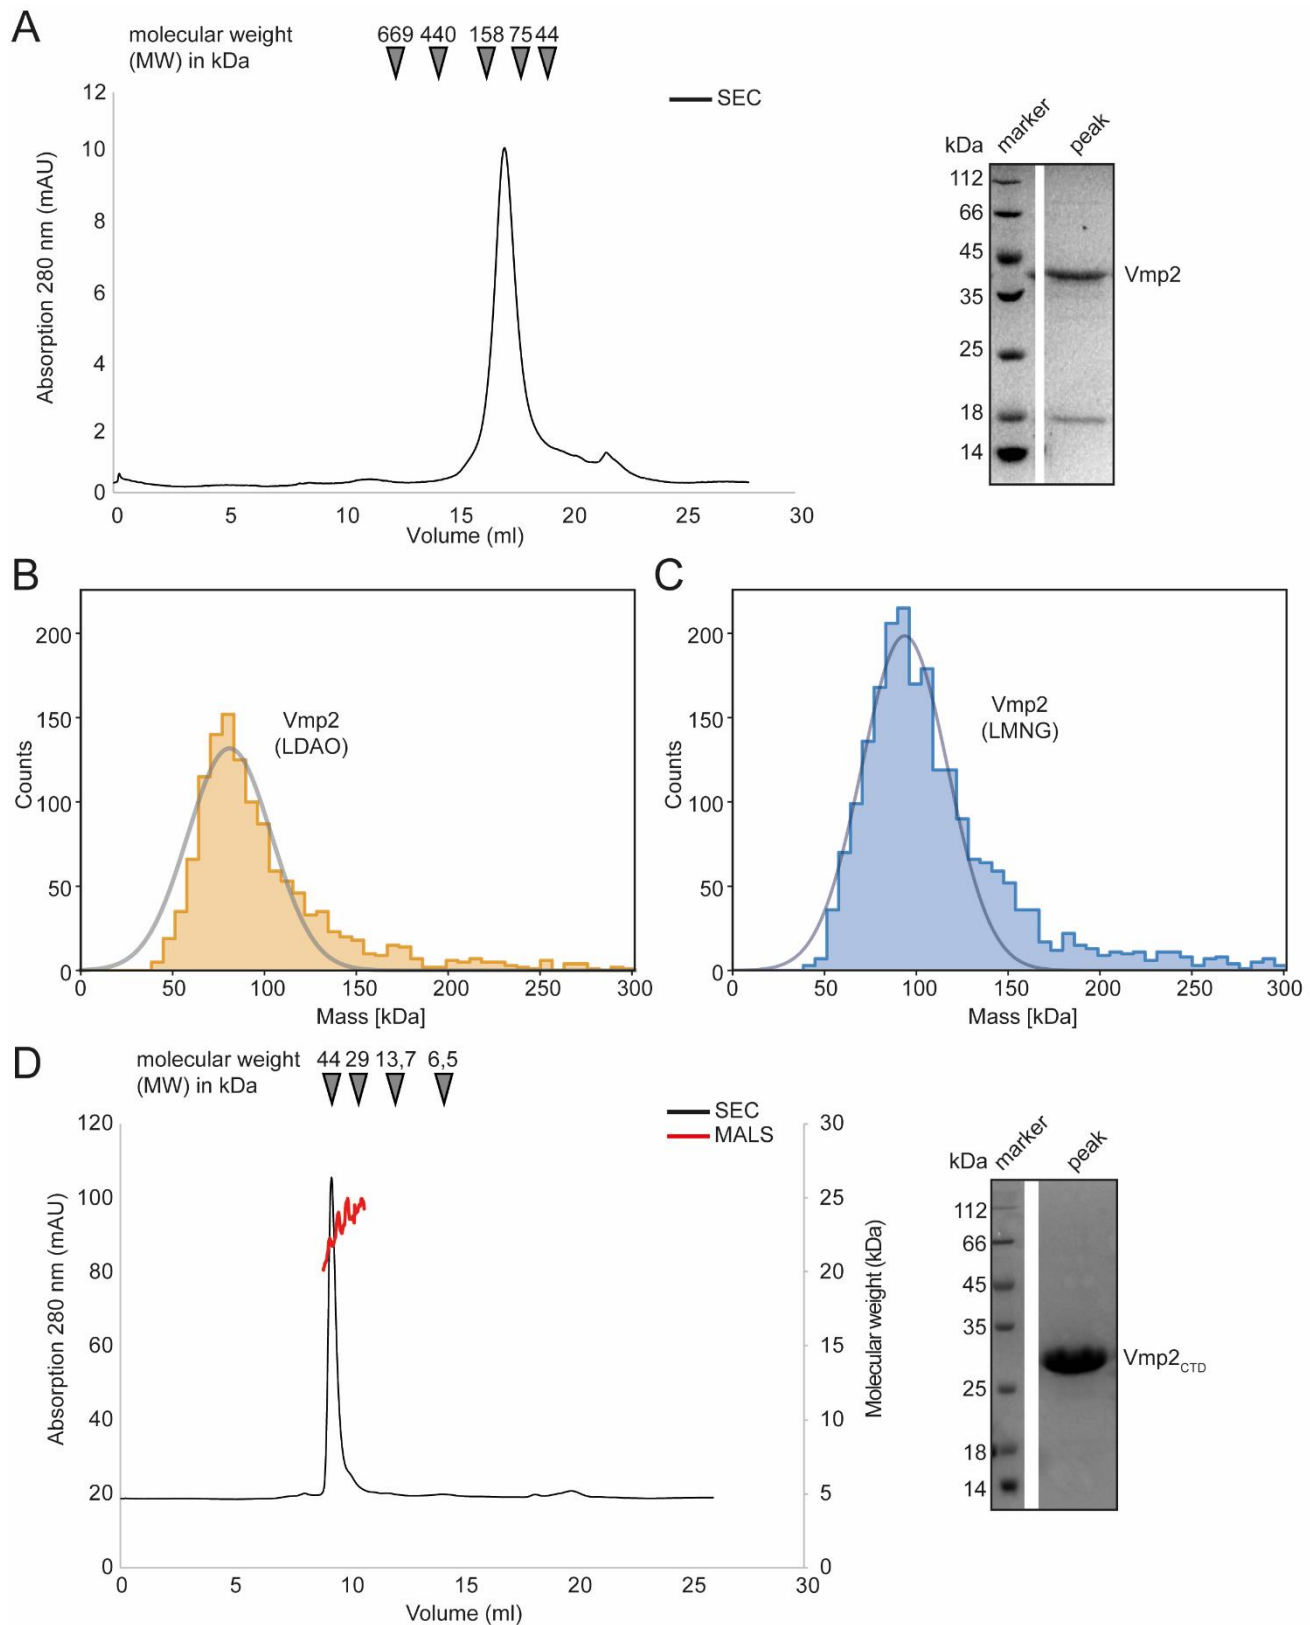 A
molecular weight
(MW) in kDa
669 440 158 75 44
SEC
12
10
8
6
4
2
0
Absorption 280 nm (mAU)
0 5 10 15 20 25 30
Volume (ml)
kDa marker peak
112
66
45
35
25
18
14
Vmp2
B
200
150
100
50
0
Counts
Vmp2
(LDAO)
0 50 100 150 200 250 300
Mass [kDa]
C
200
150
100
50
0
Counts
Vmp2
(LMNG)
0 50 100 150 200 250 300
Mass [kDa]
D
molecular weight
(MW) in kDa
44 29 13,7 6,5
SEC
MALS
120
100
80
60
40
20
0
Absorption 280 nm (mAU)
30
25
20
15
10
5
0
Molecular weight (kDa)
0 5 10 15 20 25 30
Volume (ml)
kDa marker peak
112
66
45
35
25
18
14
Vmp2CTD